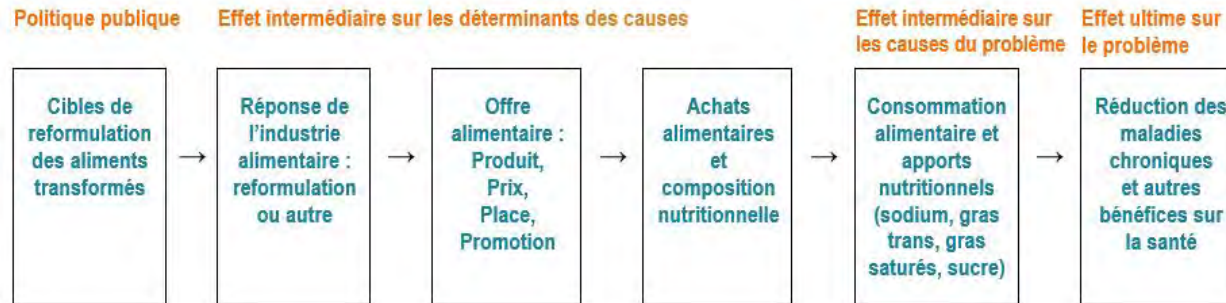 Politique publique
Effet intermédiaire sur les déterminants des causes
Effet intermédiaire sur
les causes du problème
Effet ultime sur
le problème
Cibles de
reformulation
des aliments
transformés
→
Réponse de
l'industrie
alimentaire :
reformulation
ou autre
→
Offre
alimentaire :
Produit,
Prix,
Place,
Promotion
→
Achats
alimentaires
et
composition
nutritionnelle
→
Consommation
alimentaire et
apports
nutritionnels
(sodium, gras
trans, gras
saturés, sucre)
→
Réduction des
maladies
chroniques
et autres
bénéfices sur
la santé